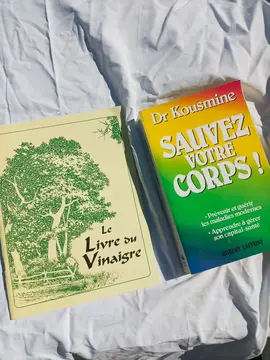 Le
Livre du
Vinaigre
Dr Kousmine
SAUVEZ
VOTRE
CORPS !
• Prévenir et guérir
les maladies modernes
• Apprendre à gérer
son capital-santé
ROBERT LAFFONT